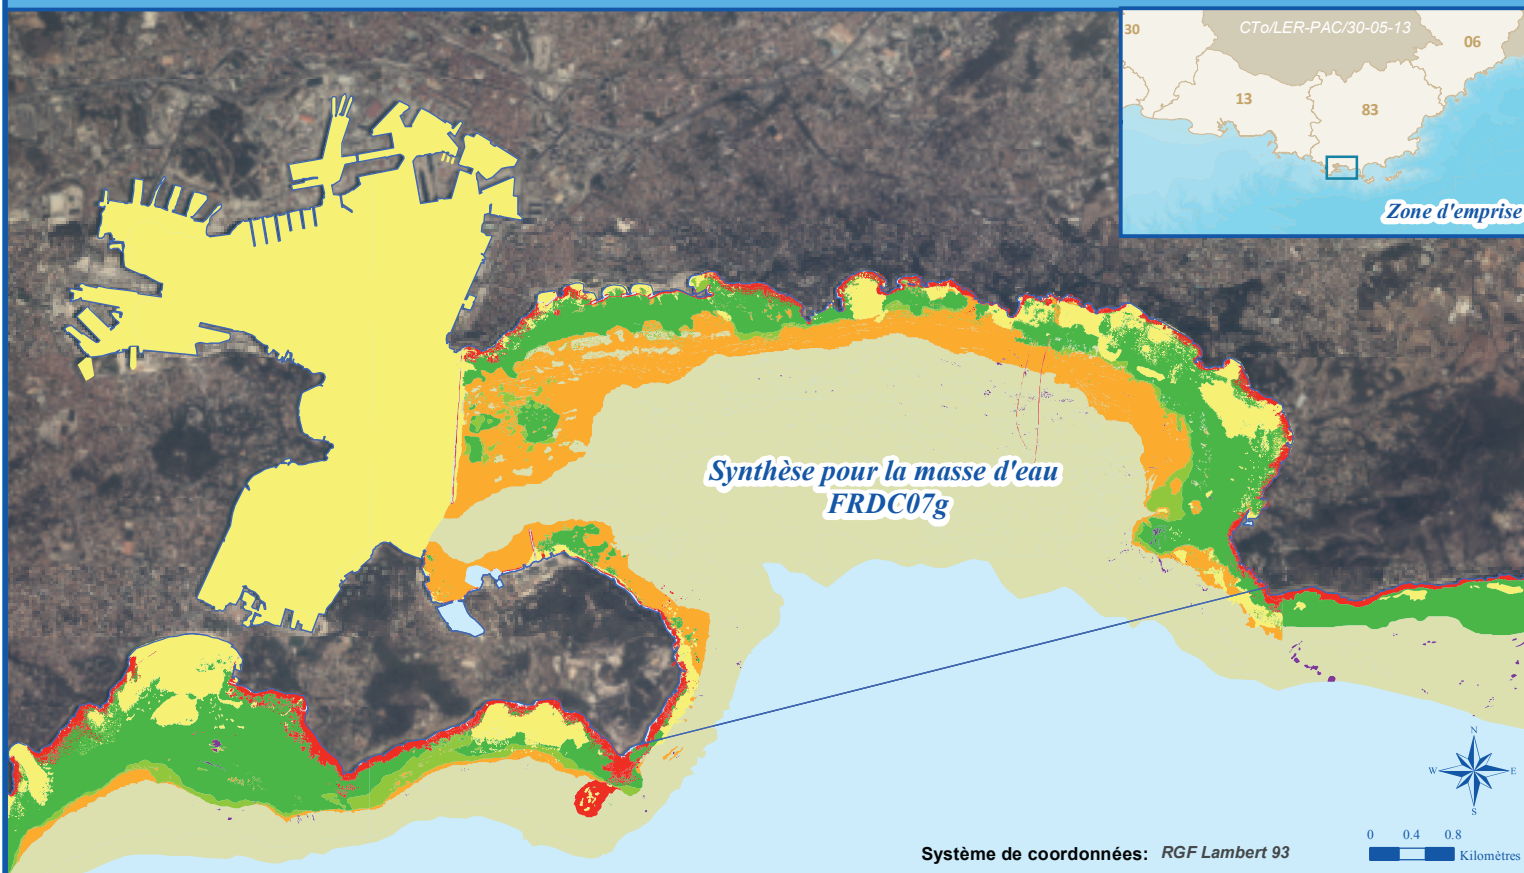 30
CTo/LER-PAC/30-05-13
06
13
83
Zone d'emprise
Synthèse pour la masse d'eau
FRDC07g
N
W E
S
0 0.4 0.8
Kilomètres
Système de coordonnées: RGF Lambert 93